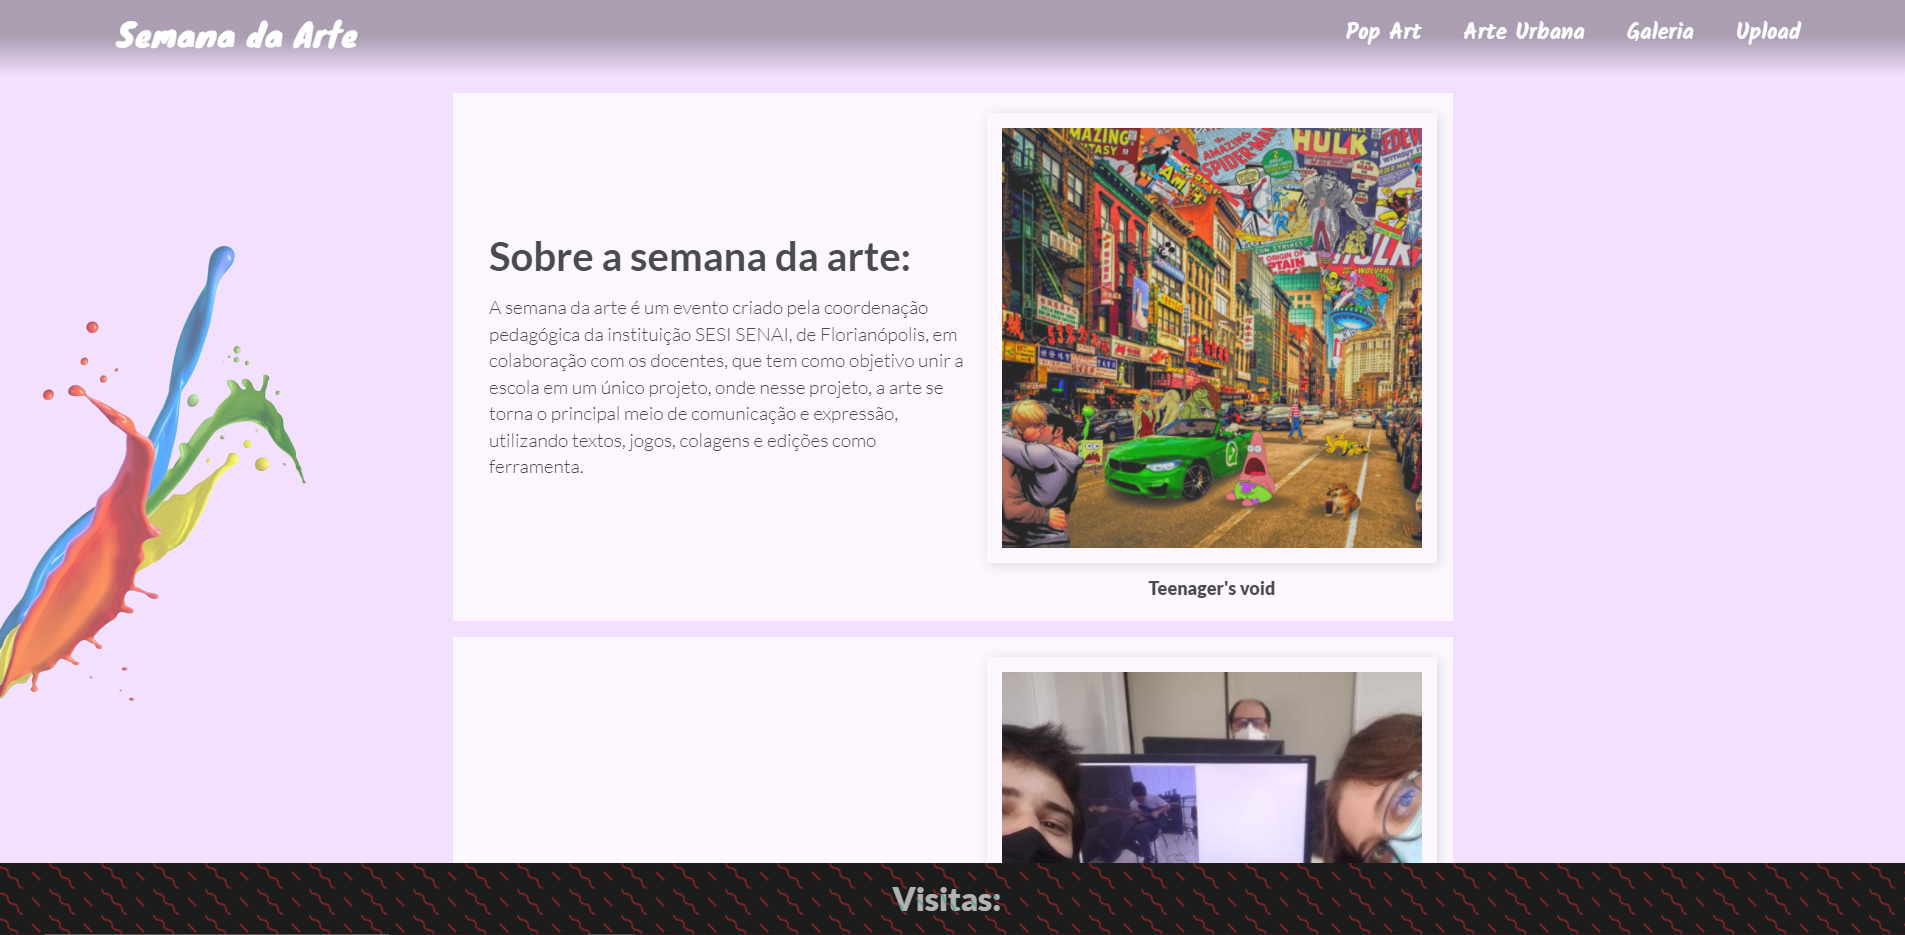 Semana da Arte
Pop Art
Arte Urbana
Galeria
Upload
Sobre a semana da arte:
A semana da arte é um evento criado pela coordenação
pedagógica da instituição SESI SENAI, de Florianópolis, em
colaboração com os docentes, que tem como objetivo unir a
escola em um único projeto, onde nesse projeto, a arte se
torna o principal meio de comunicação e expressão,
utilizando textos, jogos, colagens e edições como
ferramenta.
AMAZING
SPIDER-MAN
HULK
HULK
Teenager's void
Visitas: